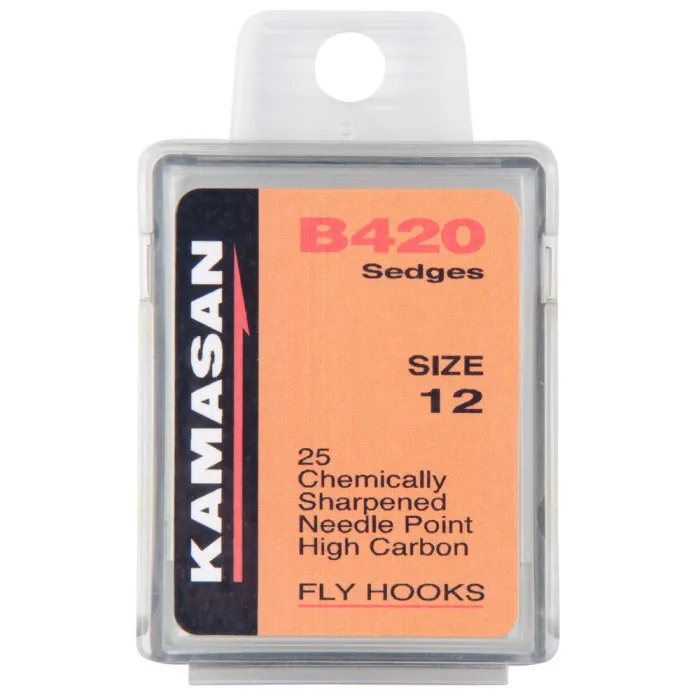 KAMASAN
B420
Sedges
SIZE
12
25
Chemically
Sharpened
Needle Point
High Carbon
FLY HOOKS